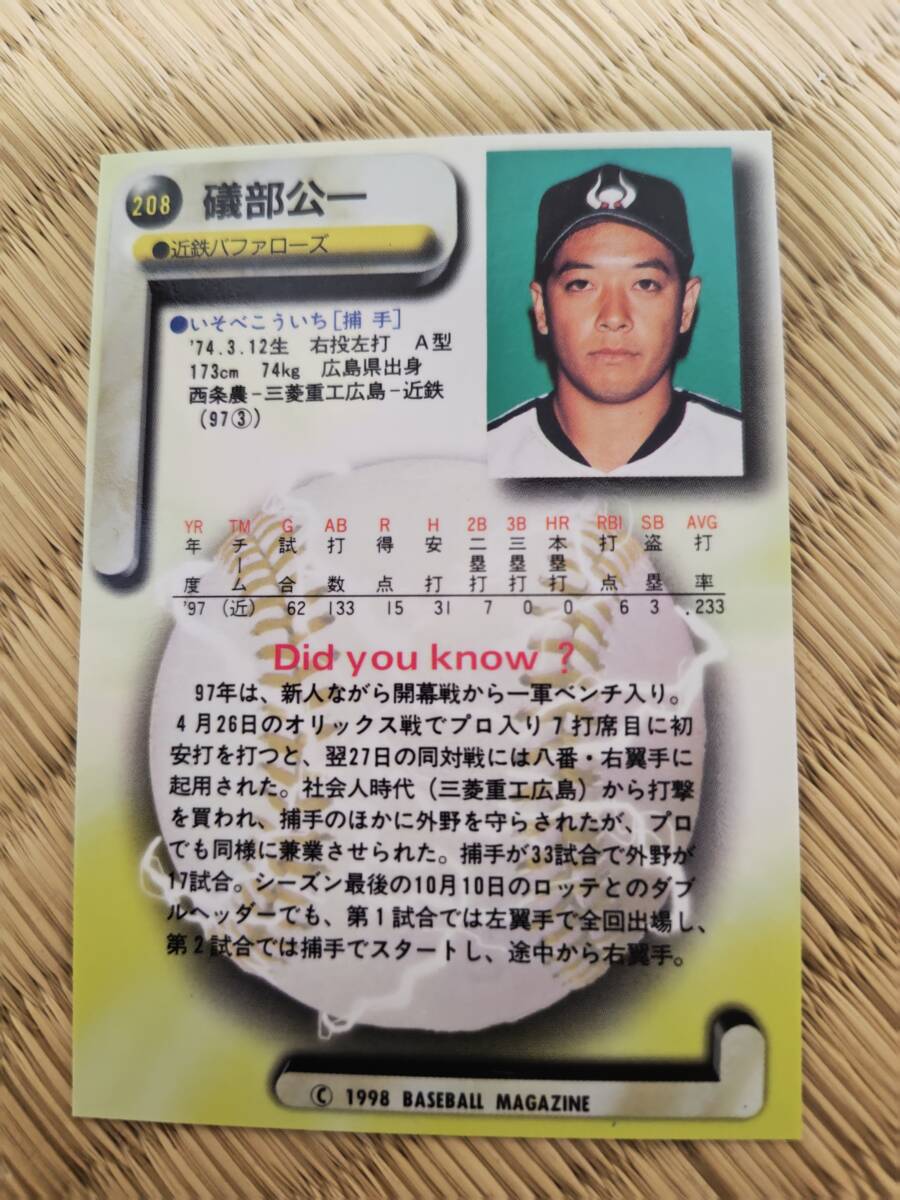 208 礒部公一
●近鉄バファローズ
●いそべこういち［捕 手］
'74.3.12生 右投左打 A型
173cm 74kg 広島県出身
西条農−三菱重工広島−近鉄
（97③）
YR TM G AB R H 2B 3B HR RBI SB AVG
年度 チーム 試合 打数 得点 安打 二塁打 三塁打 本塁打 打点 盗塁 打率
'97 （近） 62 133 15 31 7 0 0 6 3 .233
Did you know ?
97年は、新人ながら開幕戦から一軍ベンチ入り。
4月26日のオリックス戦でプロ入り7打席目に初
安打を打つと、翌27日の同対戦には八番・右翼手に
起用された。社会人時代（三菱重工広島）から打撃
を買われ、捕手のほかに外野を守らされたが、プロ
でも同様に兼業させられた。捕手が33試合で外野が
17試合。シーズン最後の10月10日のロッテとのダブ
ルヘッダーでも、第1試合では左翼手で全回出場し、
第2試合では捕手でスタートし、途中から右翼手。
© 1998 BASEBALL MAGAZINE